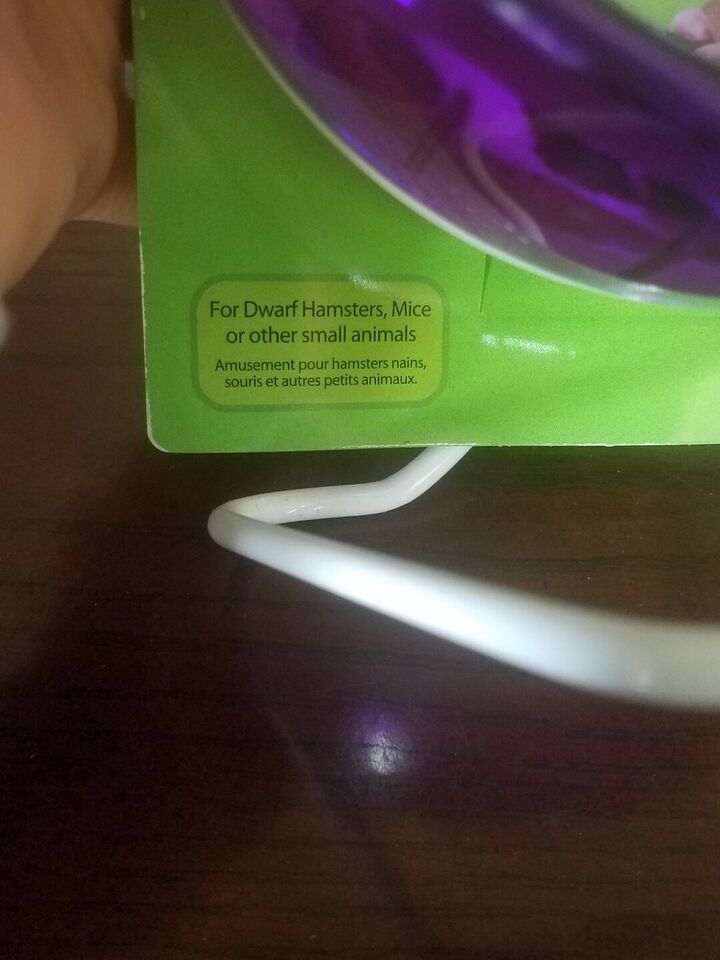 For Dwarf Hamsters, Mice
or other small animals
Amusement pour hamsters nains,
souris et autres petits animaux.